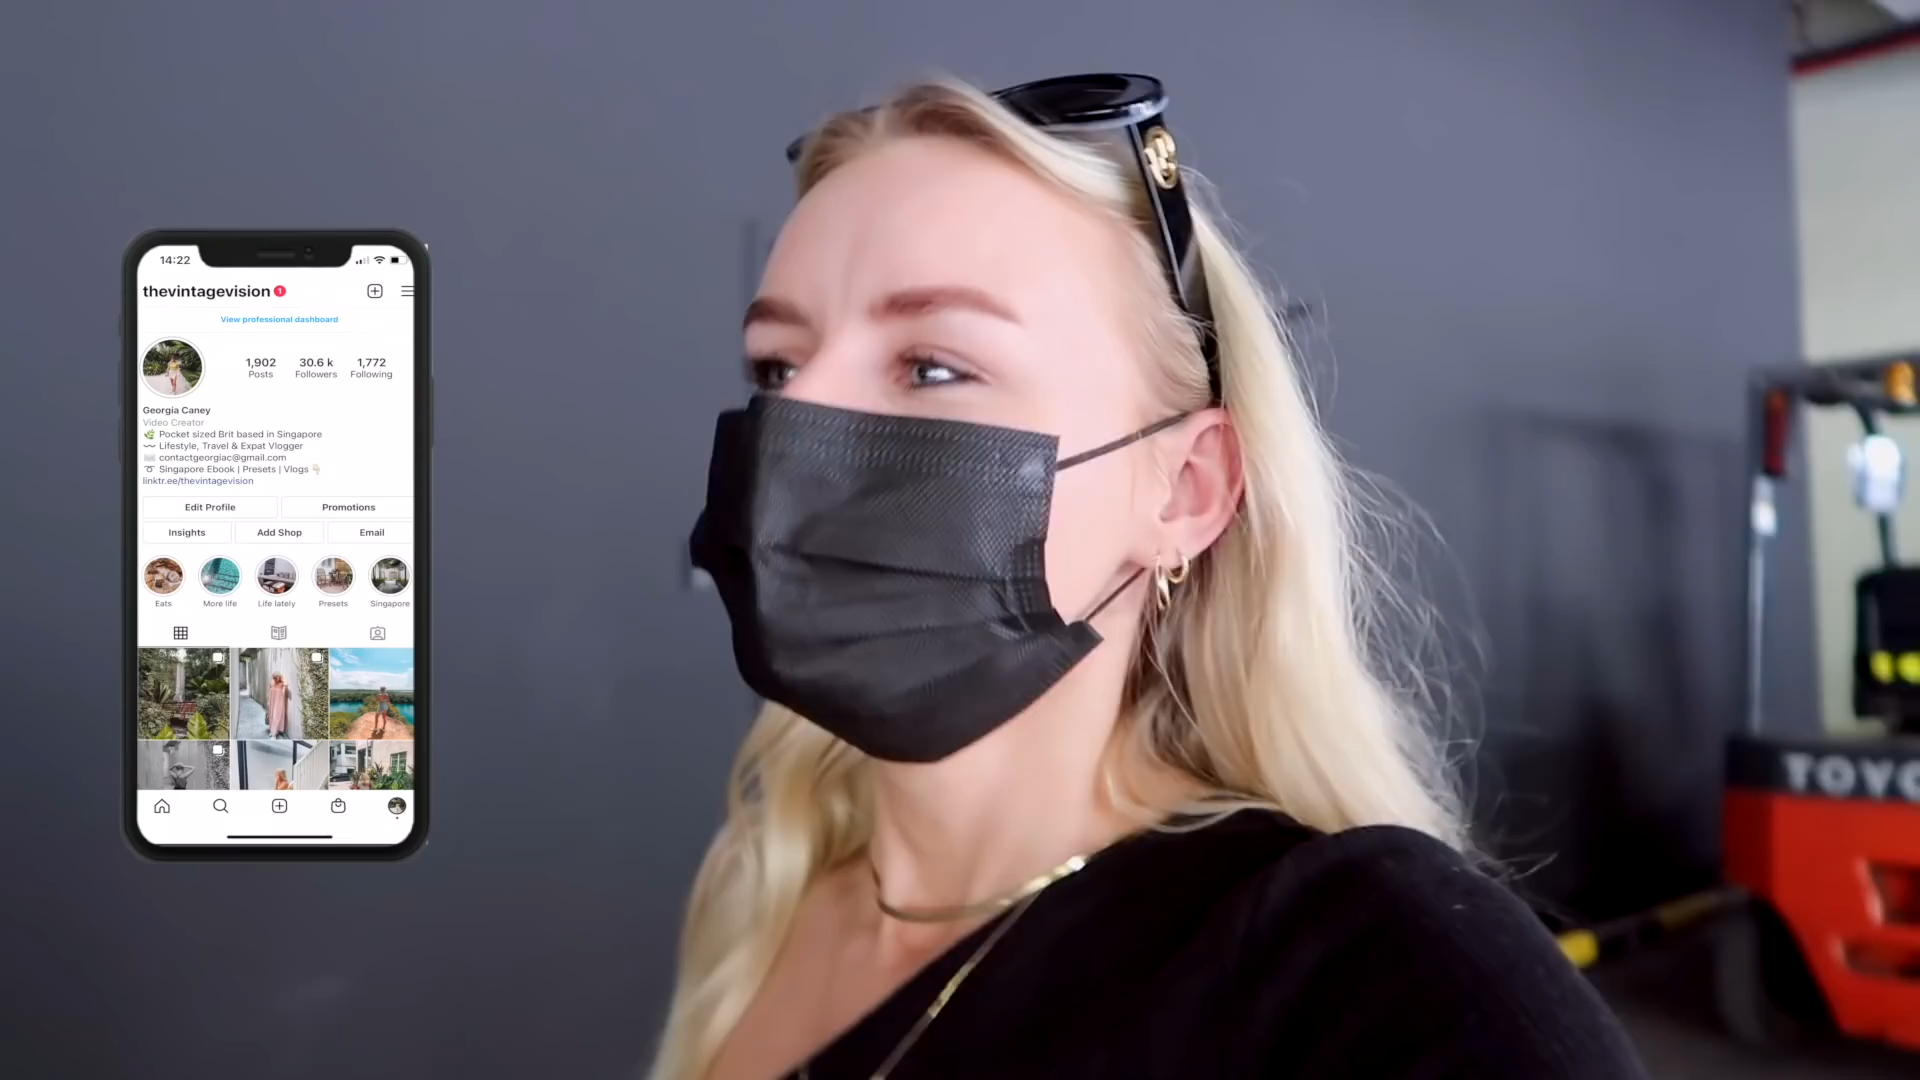 14:22
thevintagevision 1
View professional dashboard
1,902 30.6 k 1,772
Posts Followers Following
Georgia Caney
Video Creator
Pocket sized Brit based in Singapore
Lifestyle, Travel & Expat Vlogger
contactgeorgiac@gmail.com
Singapore Ebook | Presets | Vlogs
linktr.ee/thevintagevision
Edit Profile Promotions
Insights Add Shop Email
Eats More life Life lately Presets Singapore
TOYO